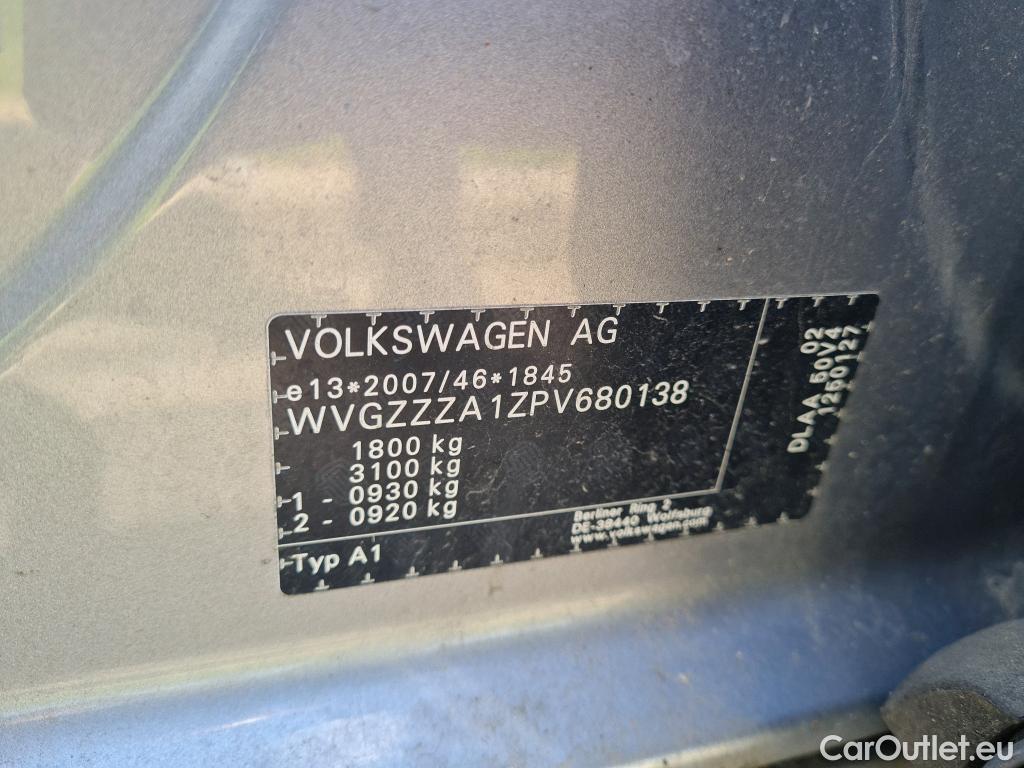 VOLKSWAGEN AG
e13*2007/46*1845
WVGZZZA1ZPV680138
1800 kg
3100 kg
1 - 0930 kg
2 - 0920 kg
Typ A1
Berliner Ring 2
DE-38440 Wolfsburg
www.volkswagen.com
02
DLAA 50V4
1250127
CarOutlet.eu